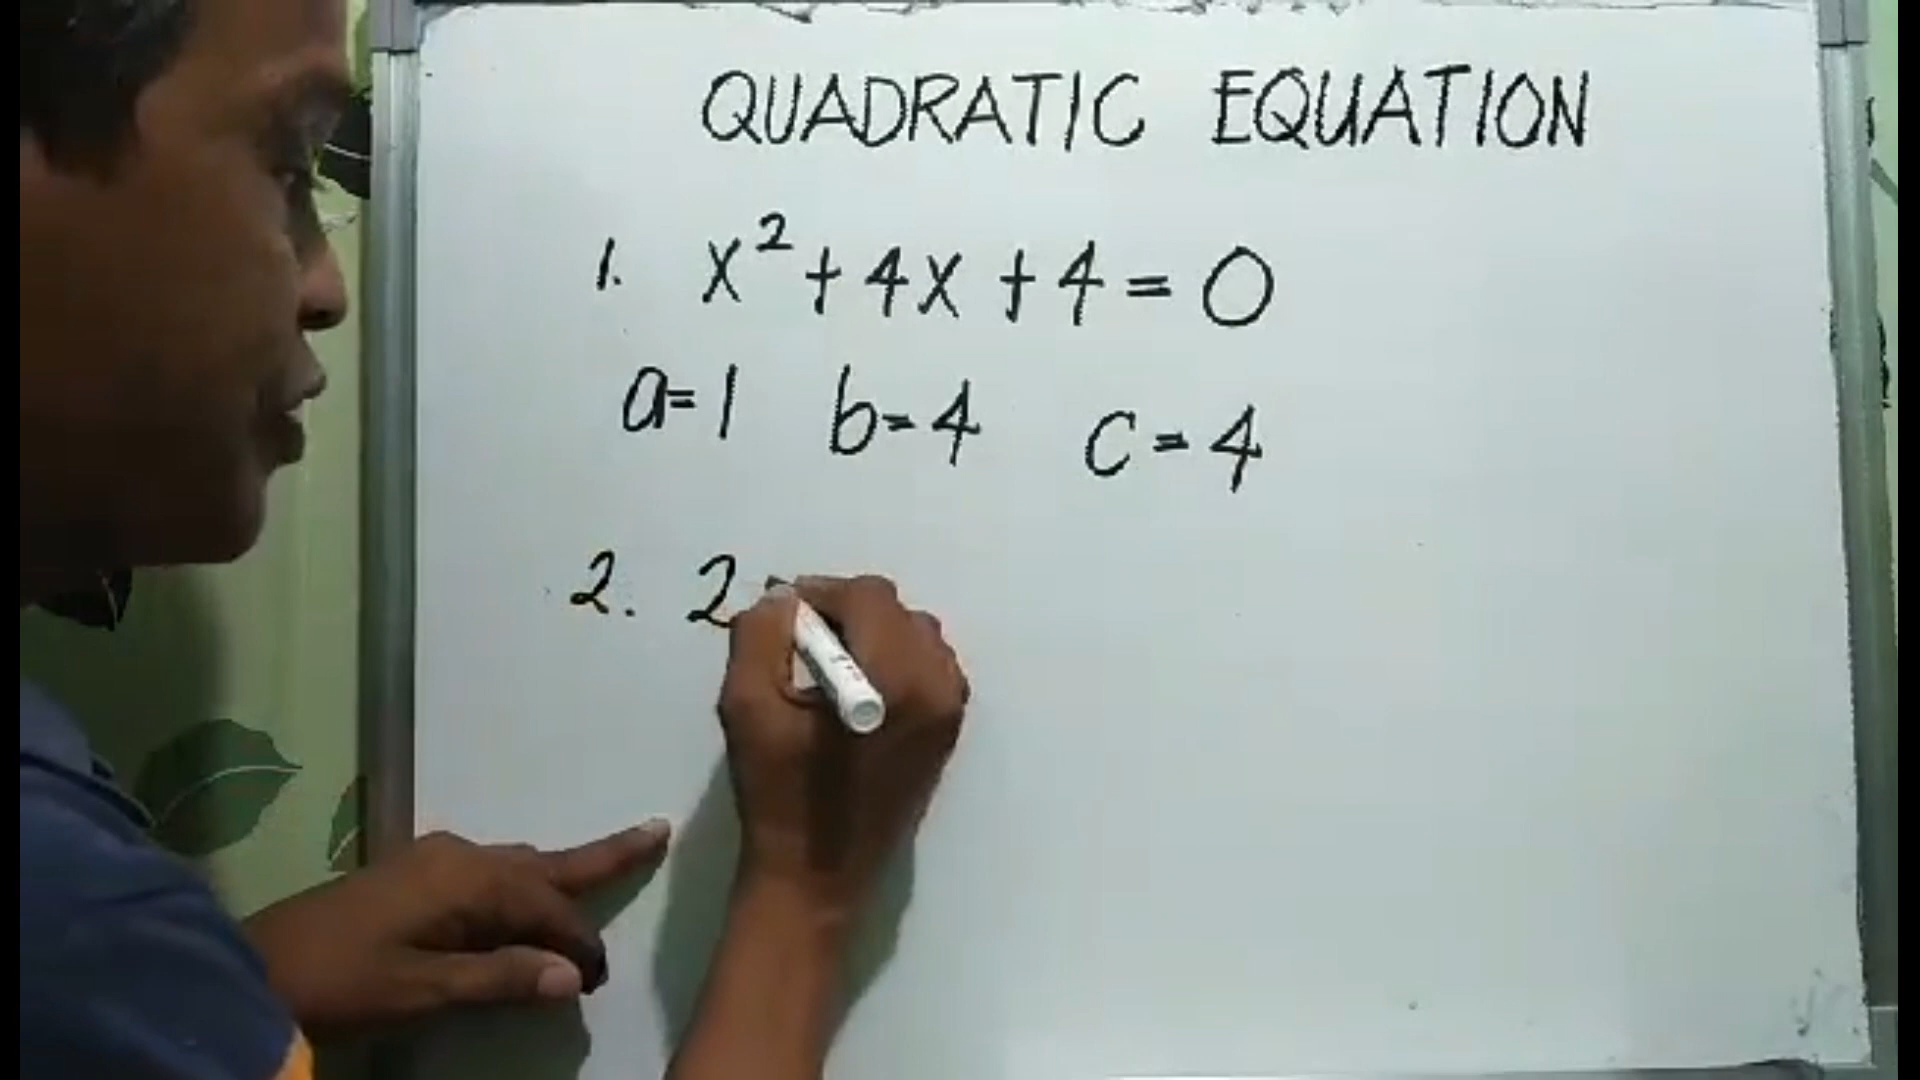 QUADRATIC EQUATION
1. x² + 4x + 4 = 0
a=1 b=4 c=4
2. 2